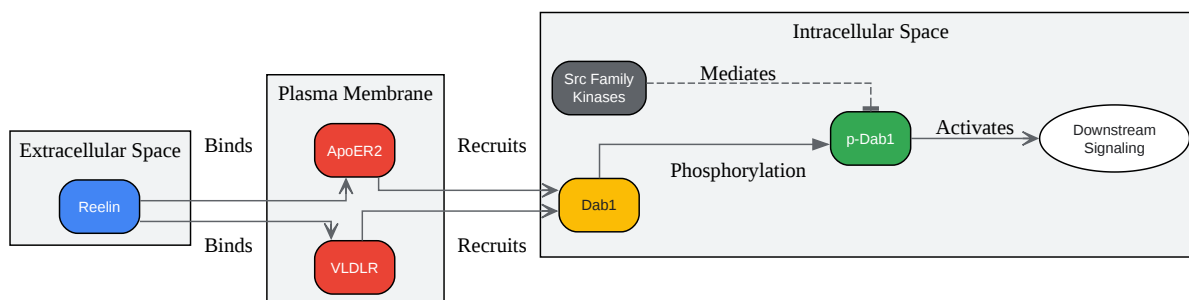 Extracellular Space
Reelin
Binds
Binds
Plasma Membrane
ApoER2
VLDLR
Recruits
Recruits
Intracellular Space
Src Family
Kinases
Mediates
Dab1
Phosphorylation
p-Dab1
Activates
Downstream
Signaling